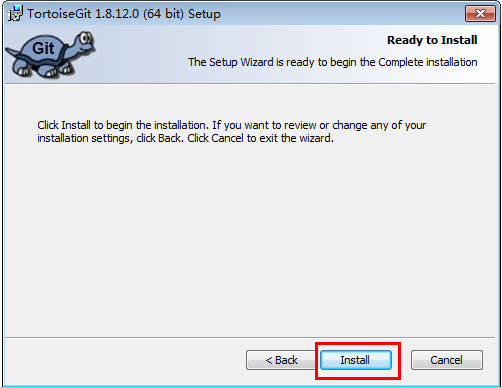 TortoiseGit 1.8.12.0 (64 bit) Setup
Git
Ready to Install
The Setup Wizard is ready to begin the Complete installation
Click Install to begin the installation. If you want to review or change any of your
installation settings, click Back. Click Cancel to exit the wizard.
< Back Install Cancel